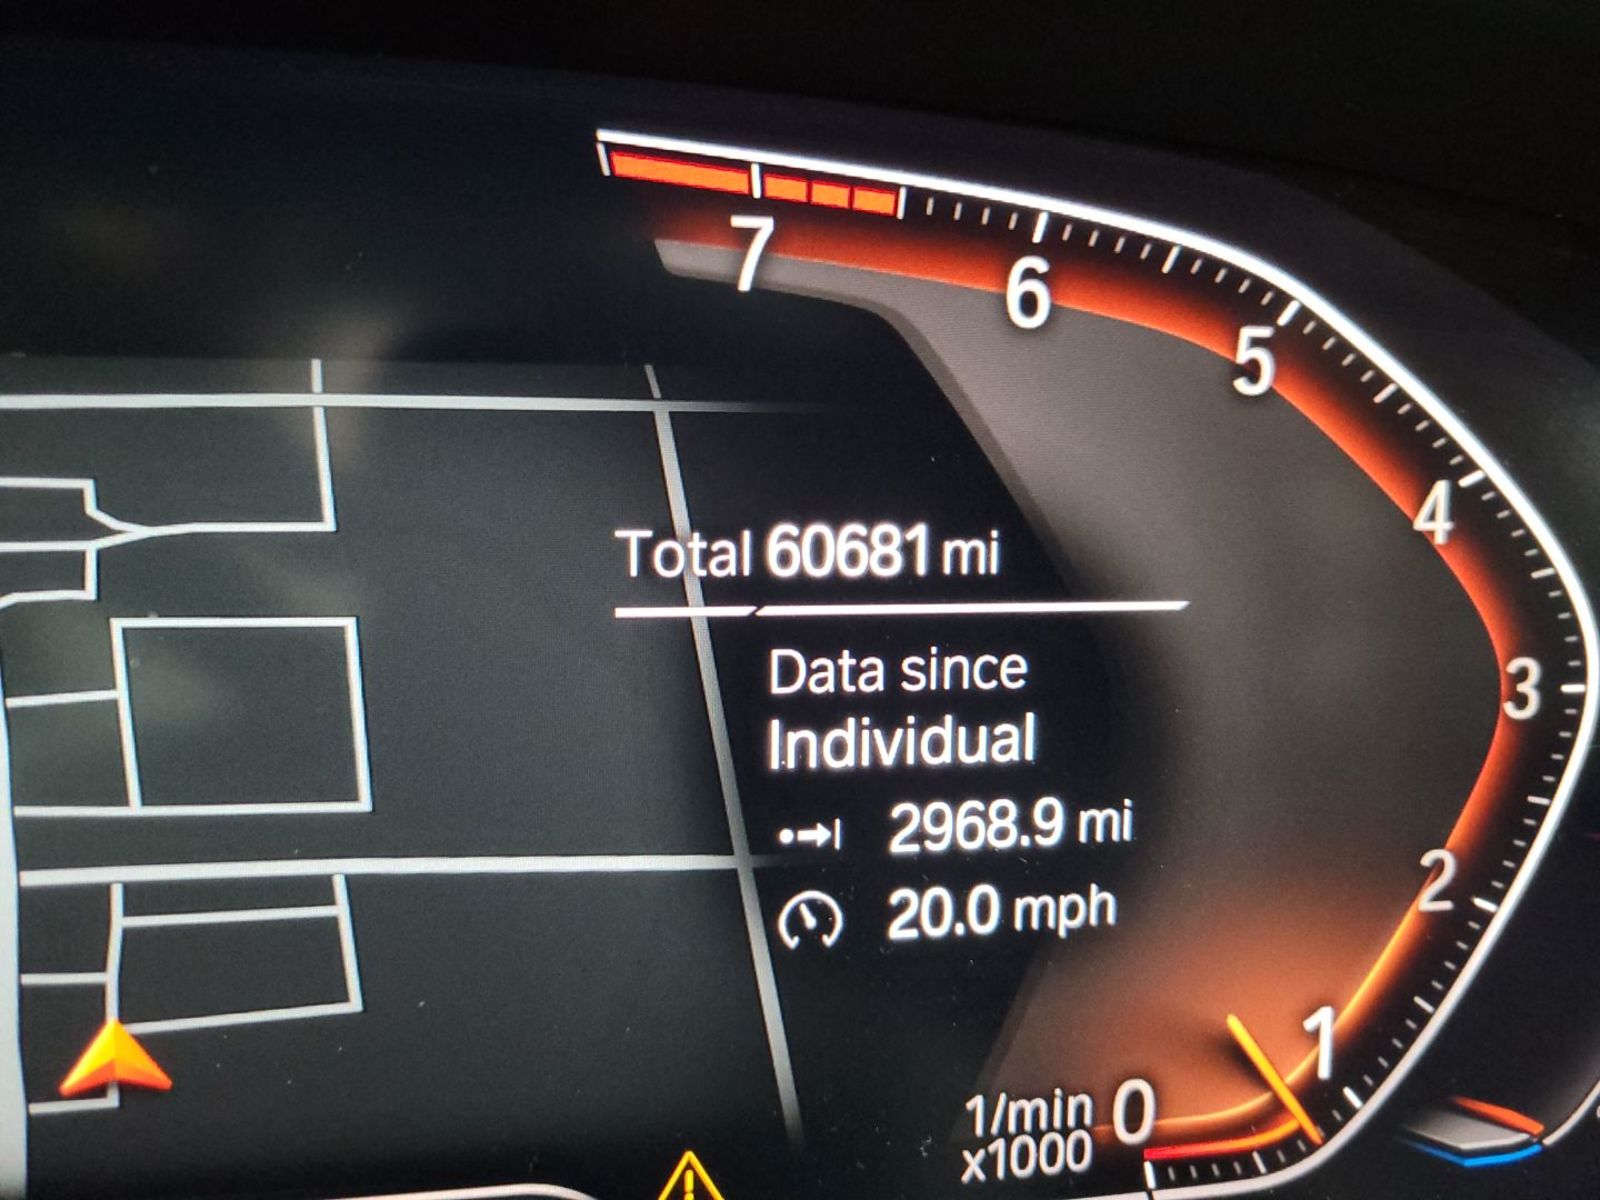 7
6
5
4
Total 60681 mi
Data since
Individual
3
2968.9 mi
2
20.0 mph
1
1/min 0
x1000